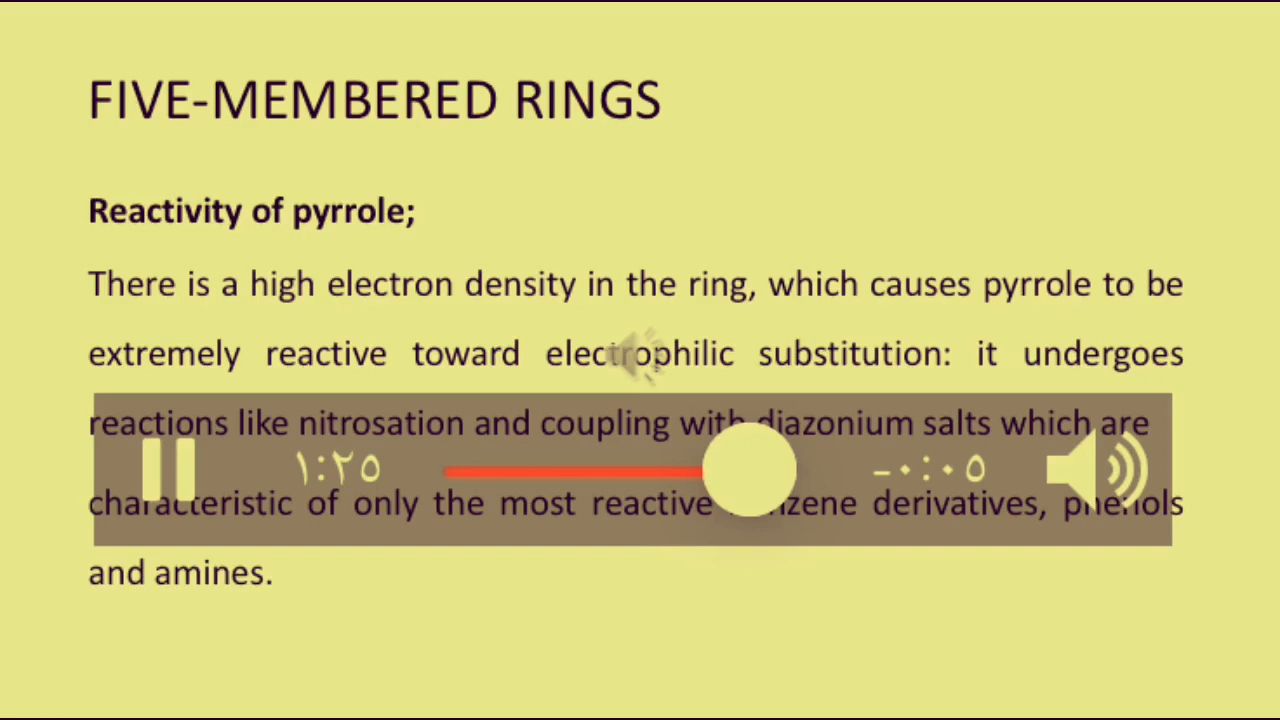 FIVE-MEMBERED RINGS
Reactivity of pyrrole;
There is a high electron density in the ring, which causes pyrrole to be
extremely reactive toward electrophilic substitution: it undergoes
reactions like nitrosation and coupling with diazonium salts which are
١:٢٥ -٠:٠٥
characteristic of only the most reactive benzene derivatives, phenols
and amines.